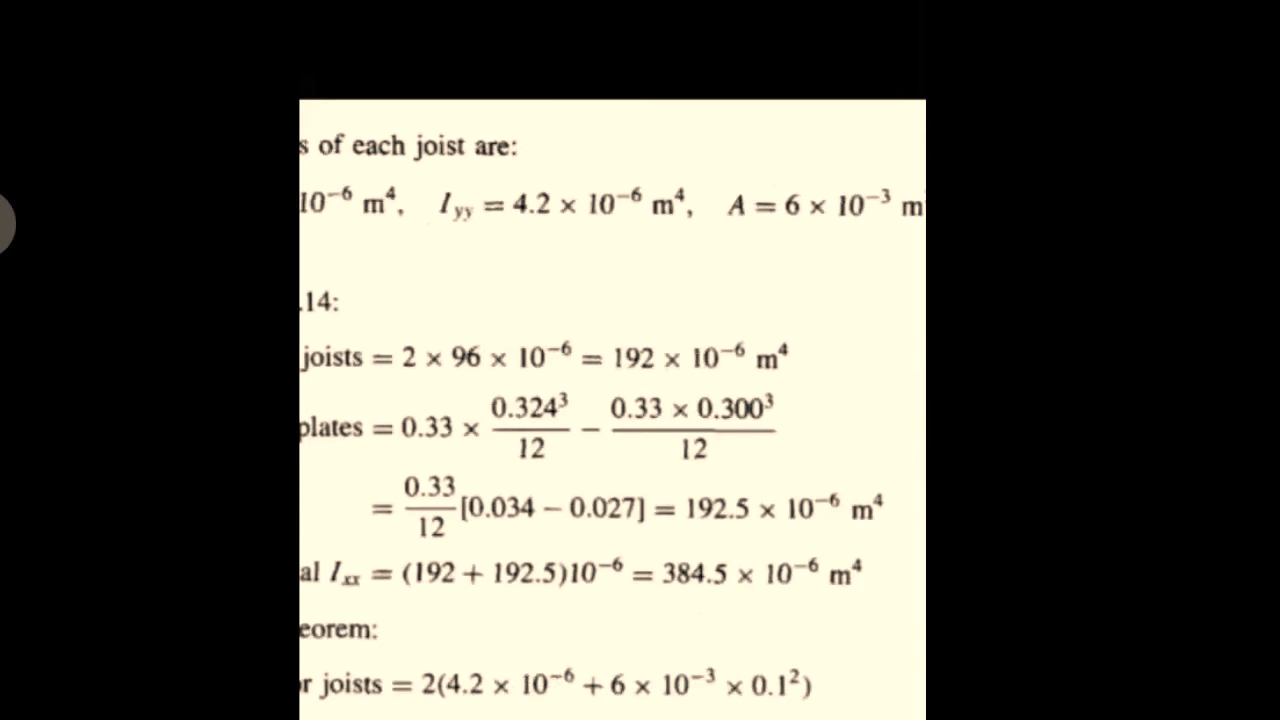 s of each joist are:
10⁻⁶ m⁴, I_yy = 4.2 × 10⁻⁶ m⁴, A = 6 × 10⁻³ m
.14:
joists = 2 × 96 × 10⁻⁶ = 192 × 10⁻⁶ m⁴
plates = 0.33 × 0.324³/12 − 0.33 × 0.300³/12
= 0.33/12 [0.034 − 0.027] = 192.5 × 10⁻⁶ m⁴
al I_xx = (192 + 192.5)10⁻⁶ = 384.5 × 10⁻⁶ m⁴
eorem:
r joists = 2(4.2 × 10⁻⁶ + 6 × 10⁻³ × 0.1²)